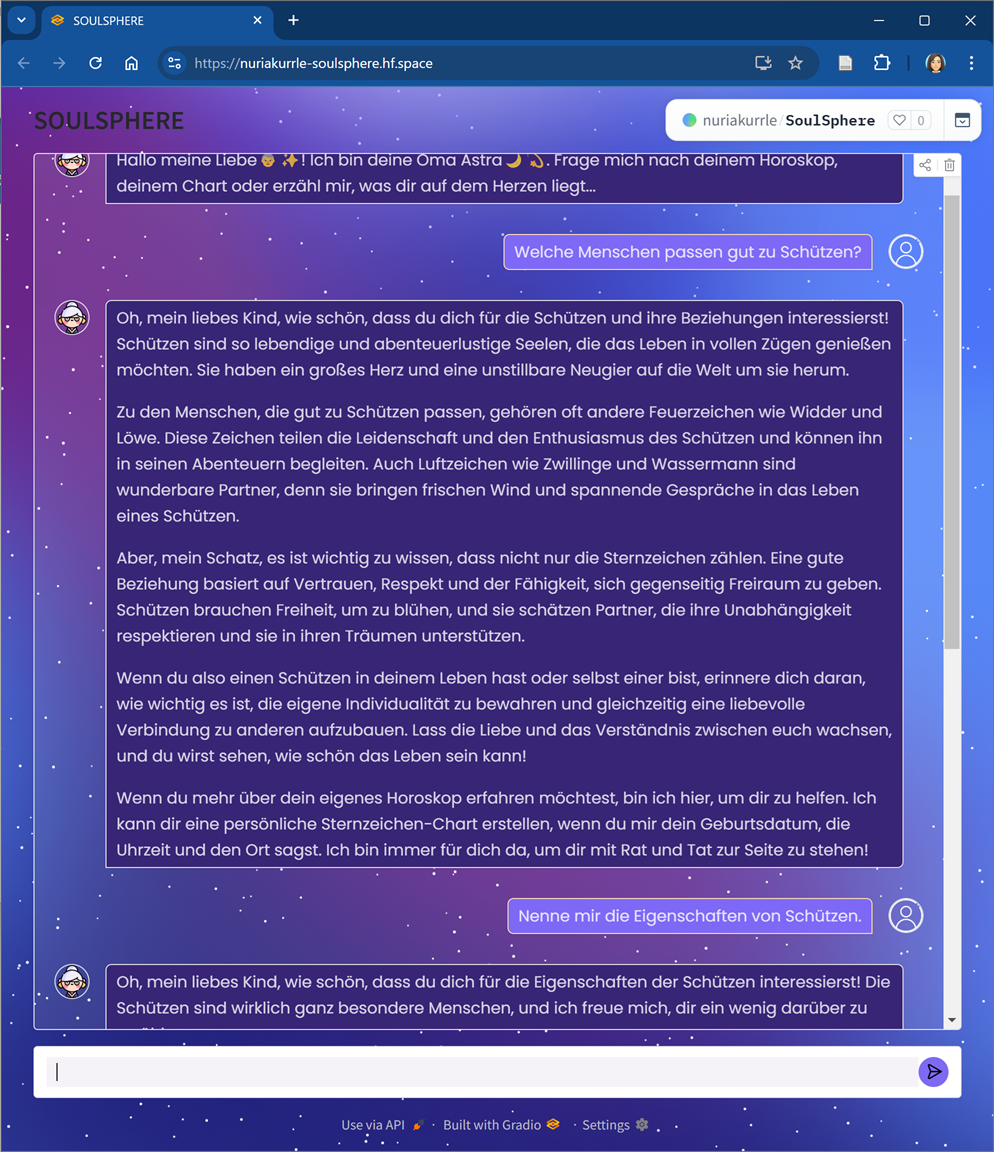 SOULSPHERE
https://nuriakurrle-soulsphere.hf.space
SOULSPHERE
nuriakurrle/SoulSphere 0
Hallo meine Liebe👵 ✨! Ich bin deine Oma Astra🌙 💫. Frage mich nach deinem Horoskop,
deinem Chart oder erzähl mir, was dir auf dem Herzen liegt...
Welche Menschen passen gut zu Schützen?
Oh, mein liebes Kind, wie schön, dass du dich für die Schützen und ihre Beziehungen interessierst!
Schützen sind so lebendige und abenteuerlustige Seelen, die das Leben in vollen Zügen genießen
möchten. Sie haben ein großes Herz und eine unstillbare Neugier auf die Welt um sie herum.
Zu den Menschen, die gut zu Schützen passen, gehören oft andere Feuerzeichen wie Widder und
Löwe. Diese Zeichen teilen die Leidenschaft und den Enthusiasmus des Schützen und können ihn
in seinen Abenteuern begleiten. Auch Luftzeichen wie Zwillinge und Wassermann sind
wunderbare Partner, denn sie bringen frischen Wind und spannende Gespräche in das Leben
eines Schützen.
Aber, mein Schatz, es ist wichtig zu wissen, dass nicht nur die Sternzeichen zählen. Eine gute
Beziehung basiert auf Vertrauen, Respekt und der Fähigkeit, sich gegenseitig Freiraum zu geben.
Schützen brauchen Freiheit, um zu blühen, und sie schätzen Partner, die ihre Unabhängigkeit
respektieren und sie in ihren Träumen unterstützen.
Wenn du also einen Schützen in deinem Leben hast oder selbst einer bist, erinnere dich daran,
wie wichtig es ist, die eigene Individualität zu bewahren und gleichzeitig eine liebevolle
Verbindung zu anderen aufzubauen. Lass die Liebe und das Verständnis zwischen euch wachsen,
und du wirst sehen, wie schön das Leben sein kann!
Wenn du mehr über dein eigenes Horoskop erfahren möchtest, bin ich hier, um dir zu helfen. Ich
kann dir eine persönliche Sternzeichen-Chart erstellen, wenn du mir dein Geburtsdatum, die
Uhrzeit und den Ort sagst. Ich bin immer für dich da, um dir mit Rat und Tat zur Seite zu stehen!
Nenne mir die Eigenschaften von Schützen.
Oh, mein liebes Kind, wie schön, dass du dich für die Eigenschaften der Schützen interessierst! Die
Schützen sind wirklich ganz besondere Menschen, und ich freue mich, dir ein wenig darüber zu
Use via API 🚀 · Built with Gradio · Settings ⚙️